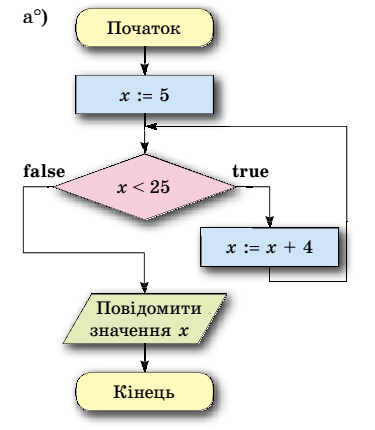 а°)
Початок
x := 5
false
true
x < 25
x := x + 4
Повідомити
значення x
Кінець